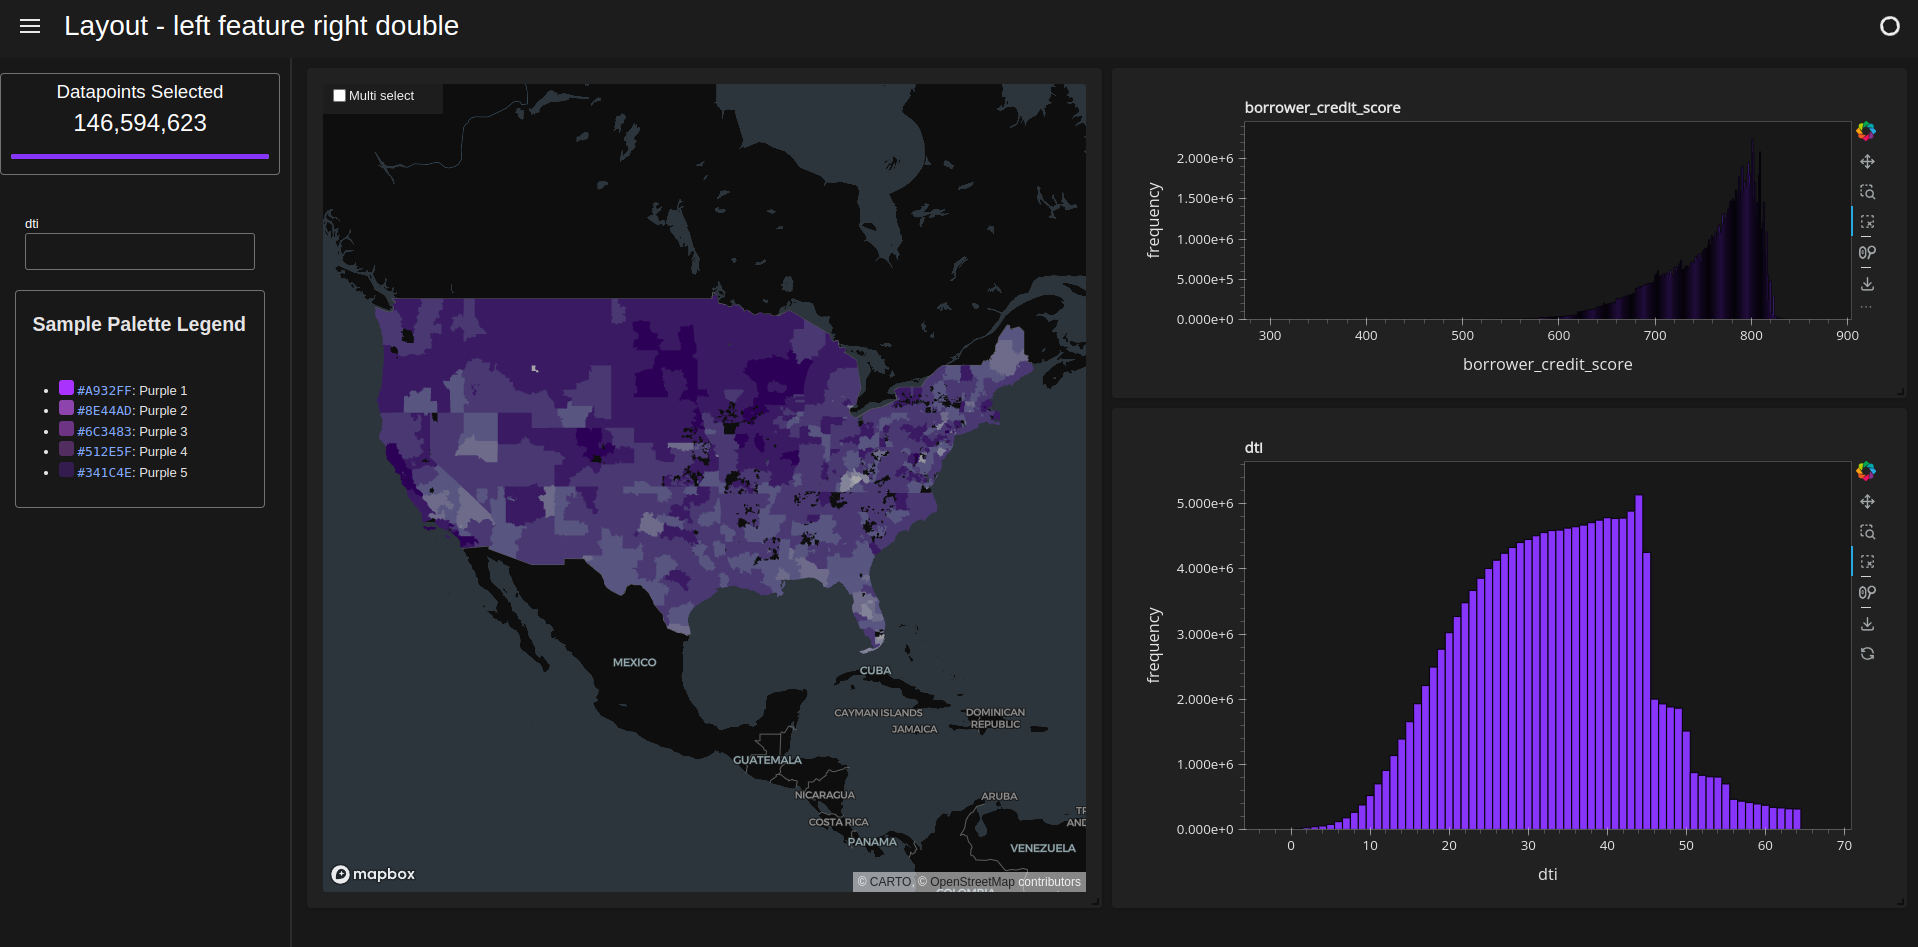 Layout - left feature right double
Datapoints Selected
146,594,623
dti
Sample Palette Legend
#A932FF: Purple 1
#8E44AD: Purple 2
#6C3483: Purple 3
#512E5F: Purple 4
#341C4E: Purple 5
Multi select
MEXICO
CUBA
CAYMAN ISLANDS
DOMINICAN
REPUBLIC
JAMAICA
GUATEMALA
NICARAGUA
ARUBA
COSTA RICA
PANAMA
VENEZUELA
mapbox
© CARTO, © OpenStreetMap contributors
borrower_credit_score
2.000e+6
1.500e+6
1.000e+6
5.000e+5
0.000e+0
frequency
300 400 500 600 700 800 900
borrower_credit_score
dti
5.000e+6
4.000e+6
3.000e+6
2.000e+6
1.000e+6
0.000e+0
frequency
0 10 20 30 40 50 60 70
dti